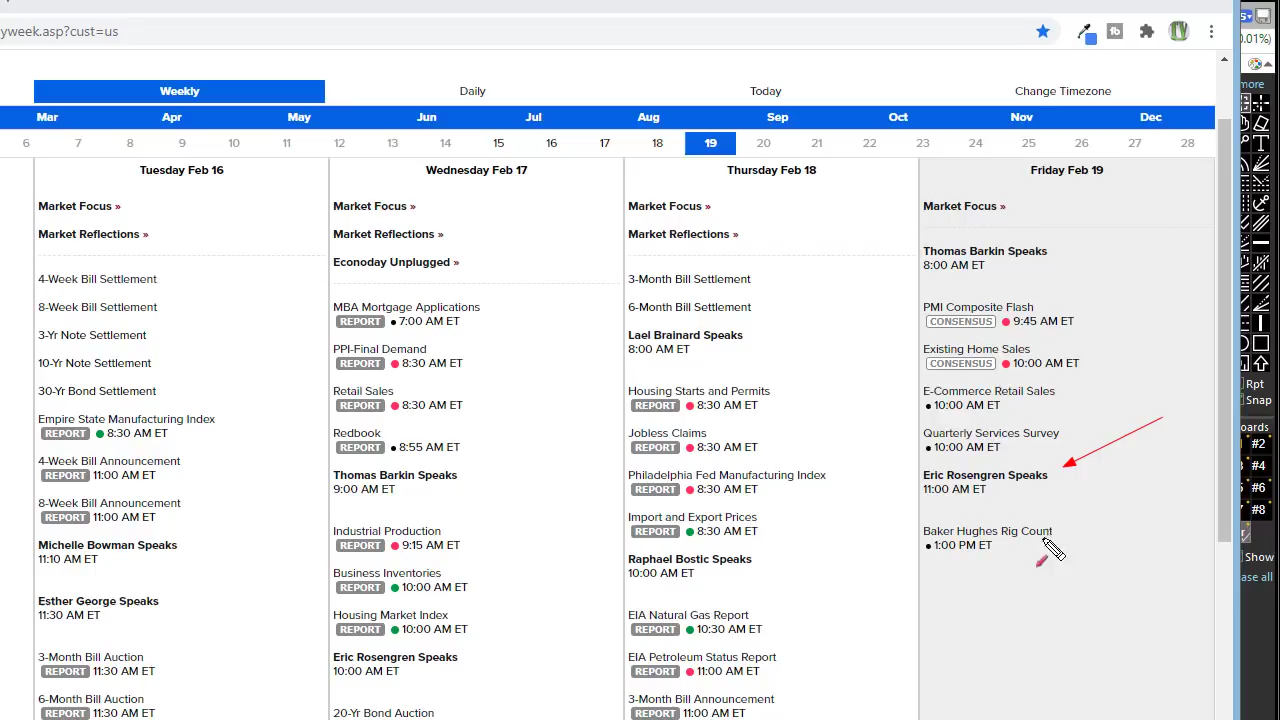 yweek.asp?cust=us
0.01%)
more
Weekly Daily Today Change Timezone
Mar Apr May Jun Jul Aug Sep Oct Nov Dec
6 7 8 9 10 11 12 13 14 15 16 17 18 19 20 21 22 23 24 25 26 27 28
Tuesday Feb 16
Market Focus »
Market Reflections »
4-Week Bill Settlement
8-Week Bill Settlement
3-Yr Note Settlement
10-Yr Note Settlement
30-Yr Bond Settlement
Empire State Manufacturing Index
REPORT 8:30 AM ET
4-Week Bill Announcement
REPORT 11:00 AM ET
8-Week Bill Announcement
REPORT 11:00 AM ET
Michelle Bowman Speaks
11:10 AM ET
Esther George Speaks
11:30 AM ET
3-Month Bill Auction
REPORT 11:30 AM ET
6-Month Bill Auction
REPORT 11:30 AM ET
Wednesday Feb 17
Market Focus »
Market Reflections »
Econoday Unplugged »
MBA Mortgage Applications
REPORT 7:00 AM ET
PPI-Final Demand
REPORT 8:30 AM ET
Retail Sales
REPORT 8:30 AM ET
Redbook
REPORT 8:55 AM ET
Thomas Barkin Speaks
9:00 AM ET
Industrial Production
REPORT 9:15 AM ET
Business Inventories
REPORT 10:00 AM ET
Housing Market Index
REPORT 10:00 AM ET
Eric Rosengren Speaks
10:00 AM ET
20-Yr Bond Auction
Thursday Feb 18
Market Focus »
Market Reflections »
3-Month Bill Settlement
6-Month Bill Settlement
Lael Brainard Speaks
8:00 AM ET
Housing Starts and Permits
REPORT 8:30 AM ET
Jobless Claims
REPORT 8:30 AM ET
Philadelphia Fed Manufacturing Index
REPORT 8:30 AM ET
Import and Export Prices
REPORT 8:30 AM ET
Raphael Bostic Speaks
10:00 AM ET
EIA Natural Gas Report
REPORT 10:30 AM ET
EIA Petroleum Status Report
REPORT 11:00 AM ET
3-Month Bill Announcement
REPORT 11:00 AM ET
Friday Feb 19
Market Focus »
Thomas Barkin Speaks
8:00 AM ET
PMI Composite Flash
CONSENSUS 9:45 AM ET
Existing Home Sales
CONSENSUS 10:00 AM ET
E-Commerce Retail Sales
10:00 AM ET
Quarterly Services Survey
10:00 AM ET
Eric Rosengren Speaks
11:00 AM ET
Baker Hughes Rig Count
1:00 PM ET
Rpt
Snap
oards
#2
#4
#6
#8
Show
ase all